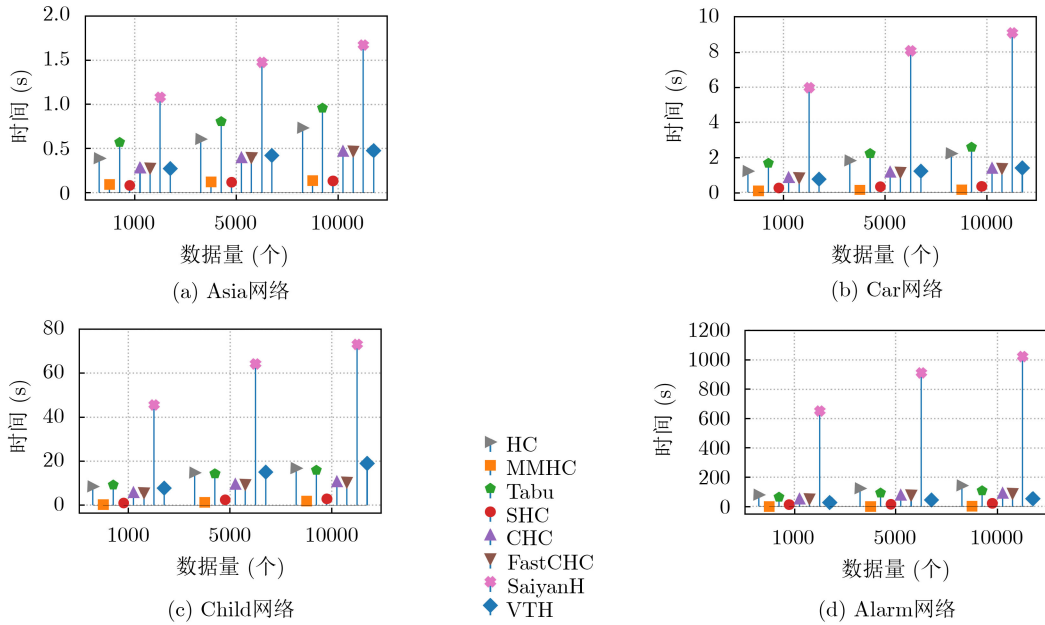 2.0
1.5
1.0
0.5
0
时间 (s)
1000
5000
10000
数据量 (个)
(a) Asia网络
10
8
6
4
2
0
时间 (s)
1000
5000
10000
数据量 (个)
(b) Car网络
80
60
40
20
0
时间 (s)
1000
5000
10000
数据量 (个)
(c) Child网络
HC
MMHC
Tabu
SHC
CHC
FastCHC
SaiyanH
VTH
1200
1000
800
600
400
200
0
时间 (s)
1000
5000
10000
数据量 (个)
(d) Alarm网络